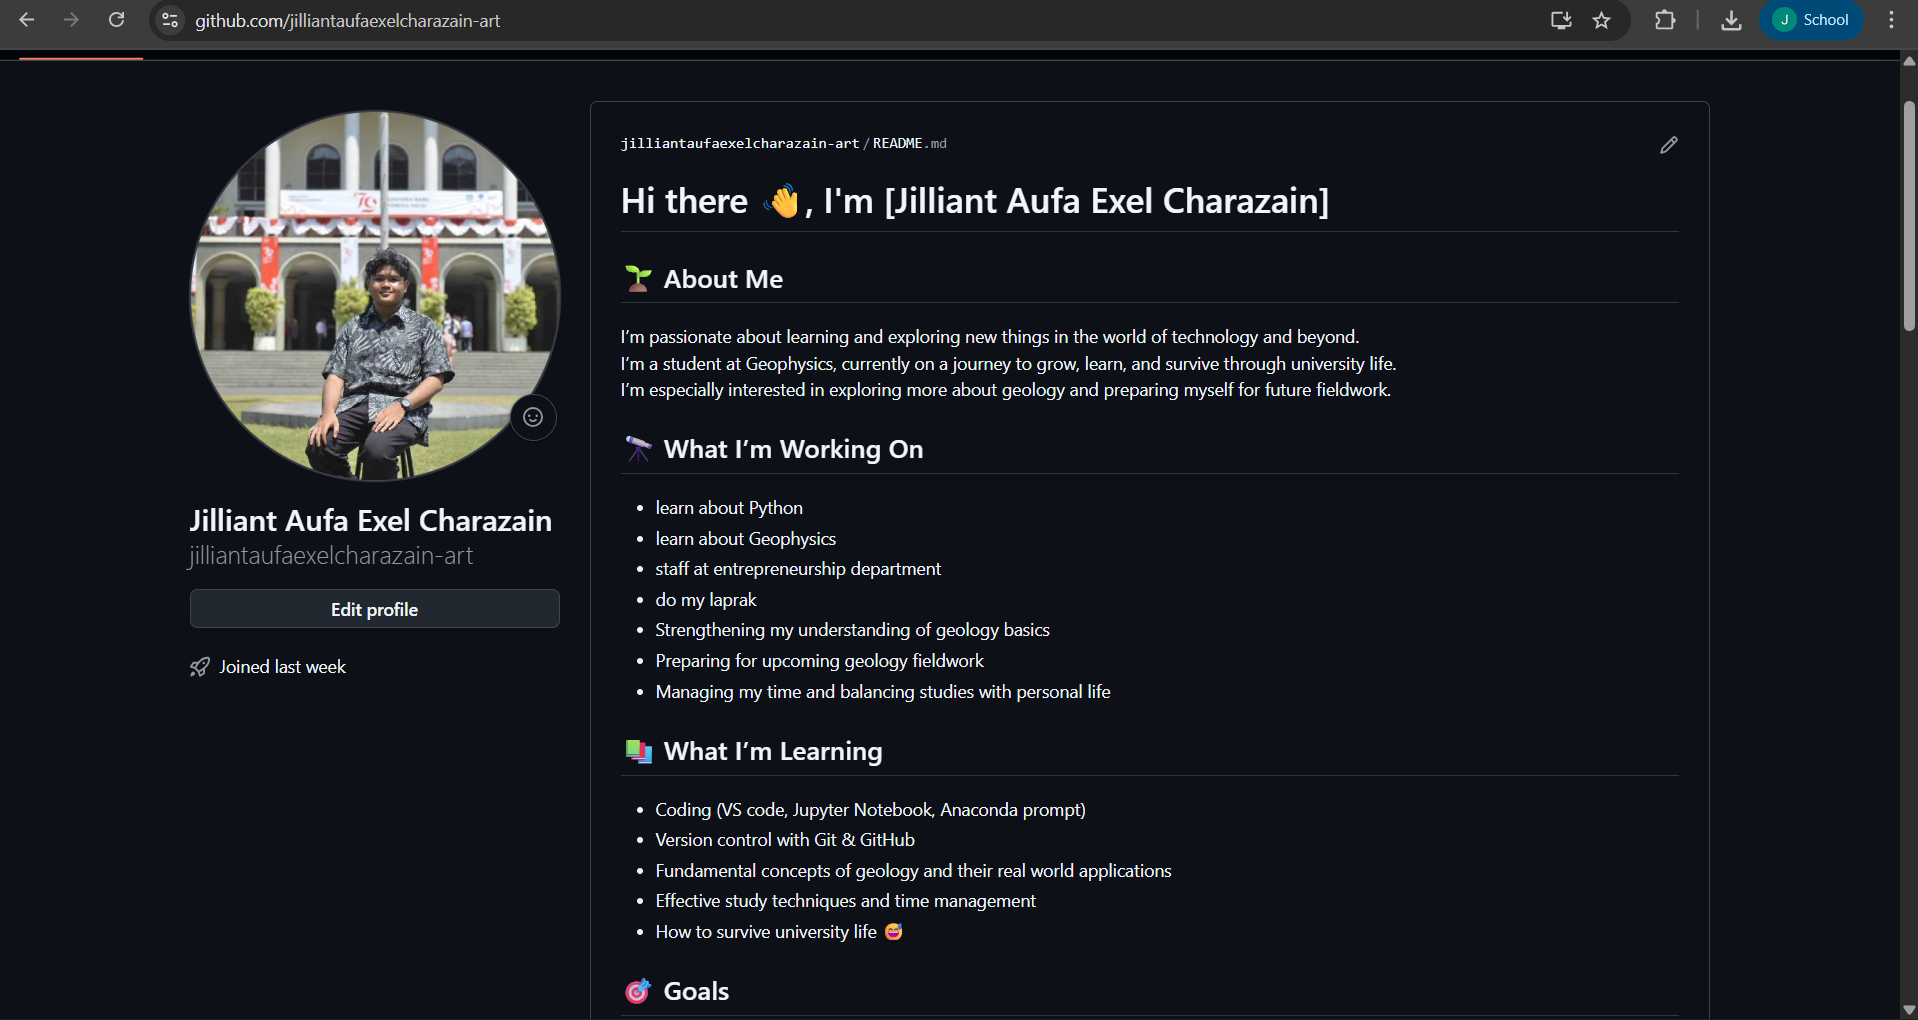 github.com/jilliantaufaexelcharazain-art
J School
jilliantaufaexelcharazain-art/README.md
Hi there 👋, I'm [Jilliant Aufa Exel Charazain]
🌱 About Me
I’m passionate about learning and exploring new things in the world of technology and beyond.
I’m a student at Geophysics, currently on a journey to grow, learn, and survive through university life.
I’m especially interested in exploring more about geology and preparing myself for future fieldwork.
🔭 What I’m Working On
• learn about Python
• learn about Geophysics
• staff at entrepreneurship department
• do my laprak
• Strengthening my understanding of geology basics
• Preparing for upcoming geology fieldwork
• Managing my time and balancing studies with personal life
📚 What I’m Learning
• Coding (VS code, Jupyter Notebook, Anaconda prompt)
• Version control with Git & GitHub
• Fundamental concepts of geology and their real world applications
• Effective study techniques and time management
• How to survive university life 😅
🎯 Goals
Jilliant Aufa Exel Charazain
jilliantaufaexelcharazain-art
Edit profile
Joined last week